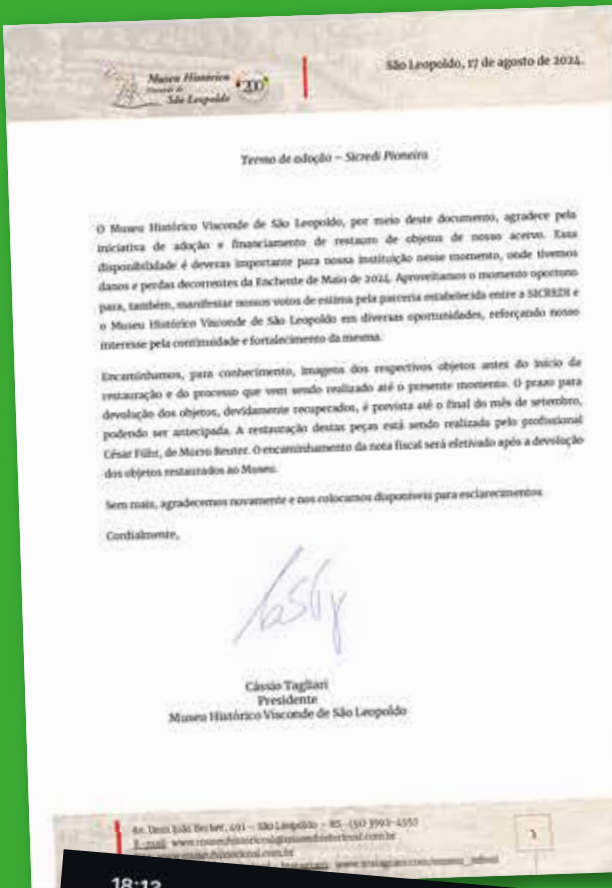 São Leopoldo, 17 de agosto de 2024.
Museu Histórico
Visconde de
São Leopoldo
200
Termo de adoção – Sicredi Pioneira
O Museu Histórico Visconde de São Leopoldo, por meio deste documento, agradece pela
iniciativa de adoção e financiamento de restauro de objetos de nosso acervo. Essa
disponibilidade é deveras importante para nossa instituição nesse momento, onde tivemos
danos e perdas decorrentes da Enchente de Maio de 2024. Aproveitamos o momento oportuno
para, também, manifestar nossos votos de estima pela parceria estabelecida entre a SICREDI e
o Museu Histórico Visconde de São Leopoldo em diversas oportunidades, reforçando nosso
interesse pela continuidade e fortalecimento da mesma.
Encaminhamos, para conhecimento, imagens dos respectivos objetos antes do início da
restauração e do processo que vem sendo realizado até o presente momento. O prazo para
devolução dos objetos, devidamente recuperados, é prevista até o final do mês de setembro,
podendo ser antecipada. A restauração destas peças está sendo realizada pelo profissional
César Führ, de Morro Reuter. O encaminhamento da nota fiscal será efetivado após a devolução
dos objetos restaurados ao Museu.
Sem mais, agradecemos novamente e nos colocamos disponíveis para esclarecimentos.
Cordialmente,
Cássio Tagliari
Presidente
Museu Histórico Visconde de São Leopoldo
Av. Dom João Becker, 491 – São Leopoldo – RS –
E-mail:
1
18:12